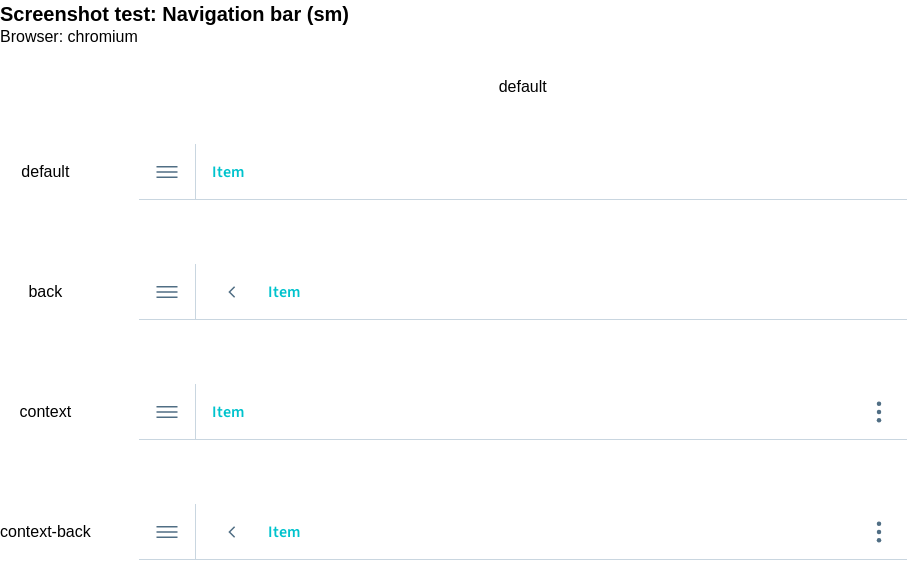 Screenshot test: Navigation bar (sm)
Browser: chromium
default
default
Item
back
Item
context
Item
context-back
Item